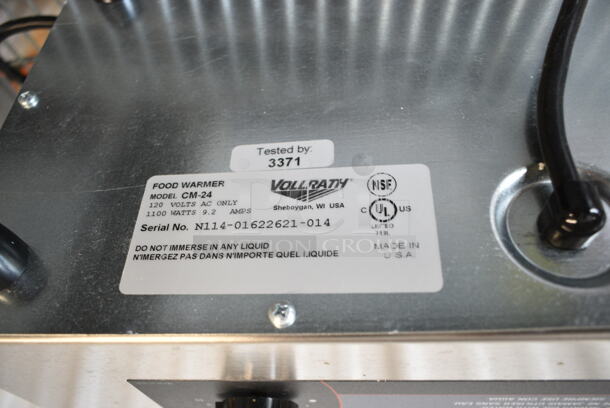 Tested by:
3371
FOOD WARMER
MODEL CM-24
120 VOLTS AC ONLY
1100 WATTS 9.2 AMPS
VOLLRATH
Sheboygan, WI USA
NSF
C UL US
LISTED
Serial No. N114-01622621-014
DO NOT IMMERSE IN ANY LIQUID
N'IMERGEZ PAS DANS N'IMPORTE QUEL LIQUIDE
MADE IN
U.S.A.